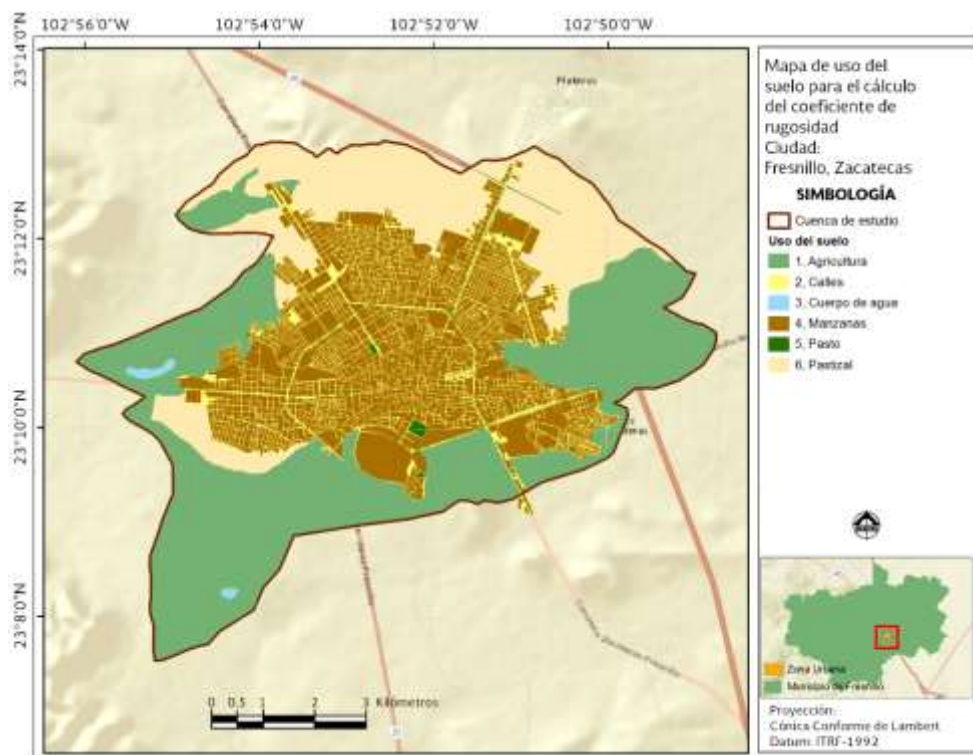 102°56'0"W
102°54'0"W
102°52'0"W
102°50'0"W
23°14'0"N
23°12'0"N
23°10'0"N
23°8'0"N
Plateros
0 0.5 1 2 3 Kilómetros
Mapa de uso del
suelo para el cálculo
del coeficiente de
rugosidad
Ciudad:
Fresnillo, Zacatecas
SIMBOLOGÍA
Cuenca de estudio
Uso del suelo
1. Agricultura
2. Calles
3. Cuerpo de agua
4. Manzanas
5. Pasto
6. Pastizal
Zona Urbana
Municipio de Fresnillo
Proyección:
Cónica Conforme de Lambert
Datum: ITRF-1992